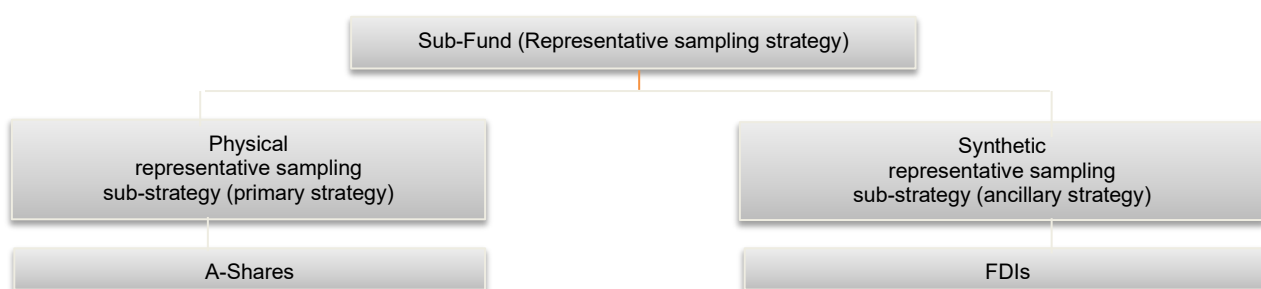 Sub-Fund (Representative sampling strategy)
Physical
representative sampling
sub-strategy (primary strategy)
Synthetic
representative sampling
sub-strategy (ancillary strategy)
A-Shares
FDIs